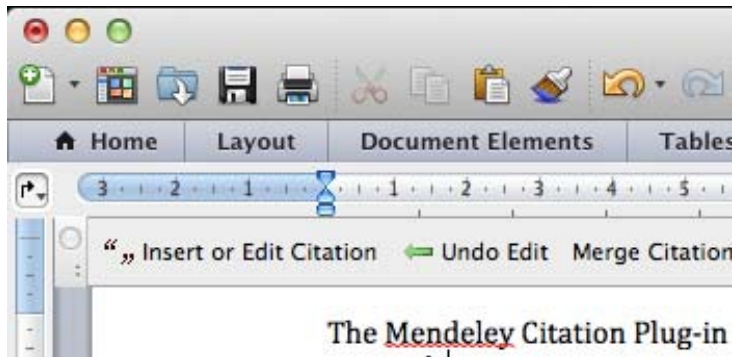 Home Layout Document Elements Tables
3 2 1 1 2 3 4 5
“ „ Insert or Edit Citation Undo Edit Merge Citation
The Mendeley Citation Plug-in